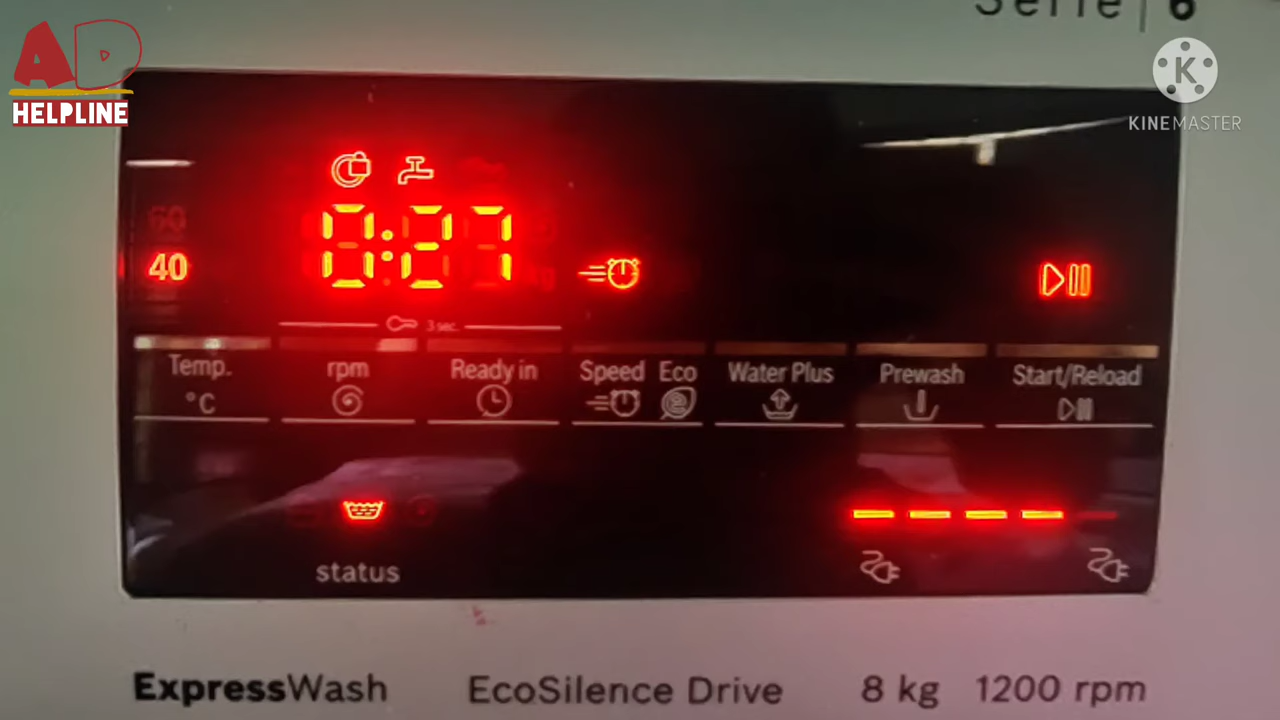 Serie | 6
AD
HELPLINE
K
KINEMASTER
60
0:27
40
3 sec.
Temp. rpm Ready in Speed Eco Water Plus Prewash Start/Reload
°C
status
ExpressWash EcoSilence Drive 8 kg 1200 rpm